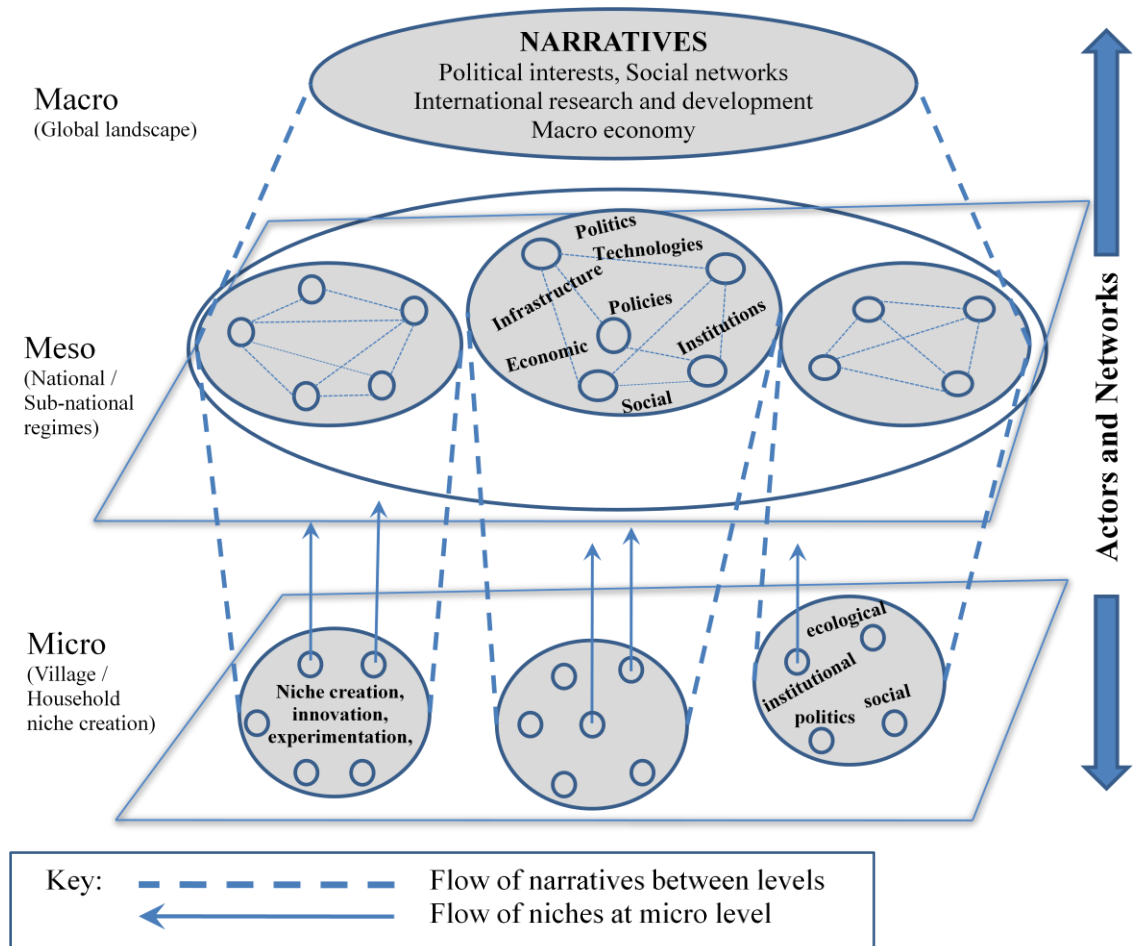 NARRATIVES
Political interests, Social networks
International research and development
Macro economy
Macro
(Global landscape)
Politics
Technologies
Infrastructure
Policies
Institutions
Economic
Social
Meso
(National /
Sub-national
regimes)
Actors and Networks
Micro
(Village /
Household
niche creation)
Niche creation,
innovation,
experimentation,
ecological
institutional
social
politics
Key:
Flow of narratives between levels
Flow of niches at micro level